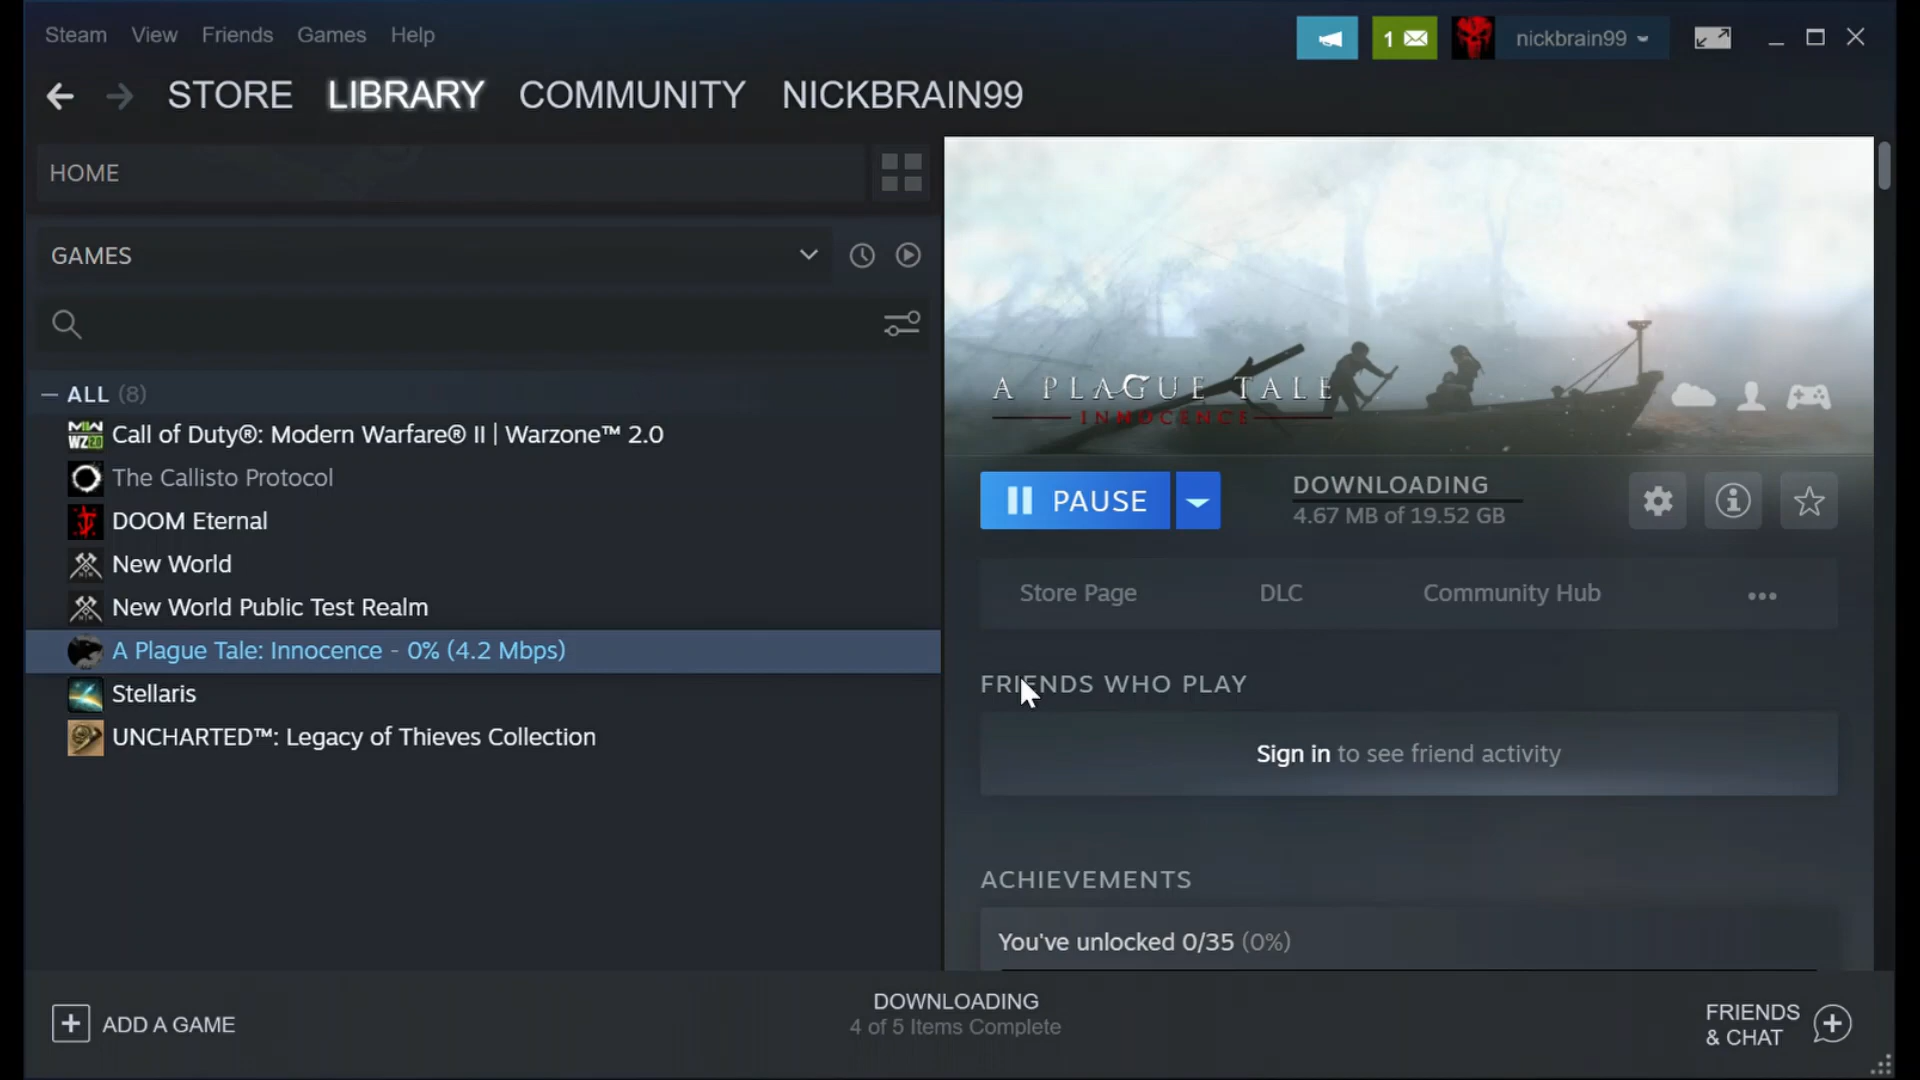 Steam View Friends Games Help
1
nickbrain99
STORE LIBRARY COMMUNITY NICKBRAIN99
HOME
GAMES
ALL (8)
Call of Duty®: Modern Warfare® II | Warzone™ 2.0
The Callisto Protocol
DOOM Eternal
New World
New World Public Test Realm
A Plague Tale: Innocence - 0% (4.2 Mbps)
Stellaris
UNCHARTED™: Legacy of Thieves Collection
A PLAGUE TALE
INNOCENCE
PAUSE
DOWNLOADING
4.67 MB of 19.52 GB
Store Page DLC Community Hub
FRIENDS WHO PLAY
Sign in to see friend activity
ACHIEVEMENTS
You've unlocked 0/35 (0%)
ADD A GAME
DOWNLOADING
4 of 5 Items Complete
FRIENDS
& CHAT